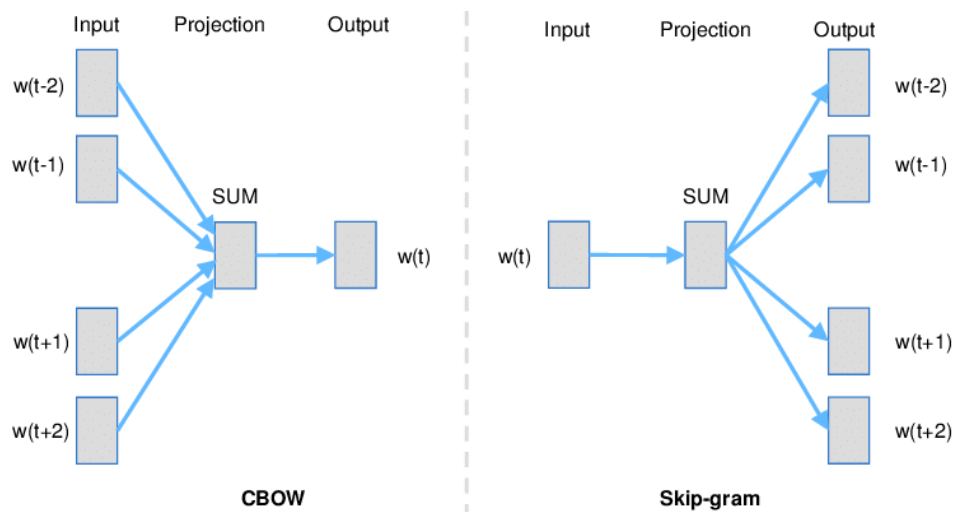 Input
Projection
Output
w(t-2)
w(t-1)
SUM
w(t)
w(t+1)
w(t+2)
CBOW
Input
Projection
Output
w(t-2)
w(t-1)
SUM
w(t)
w(t+1)
w(t+2)
Skip-gram